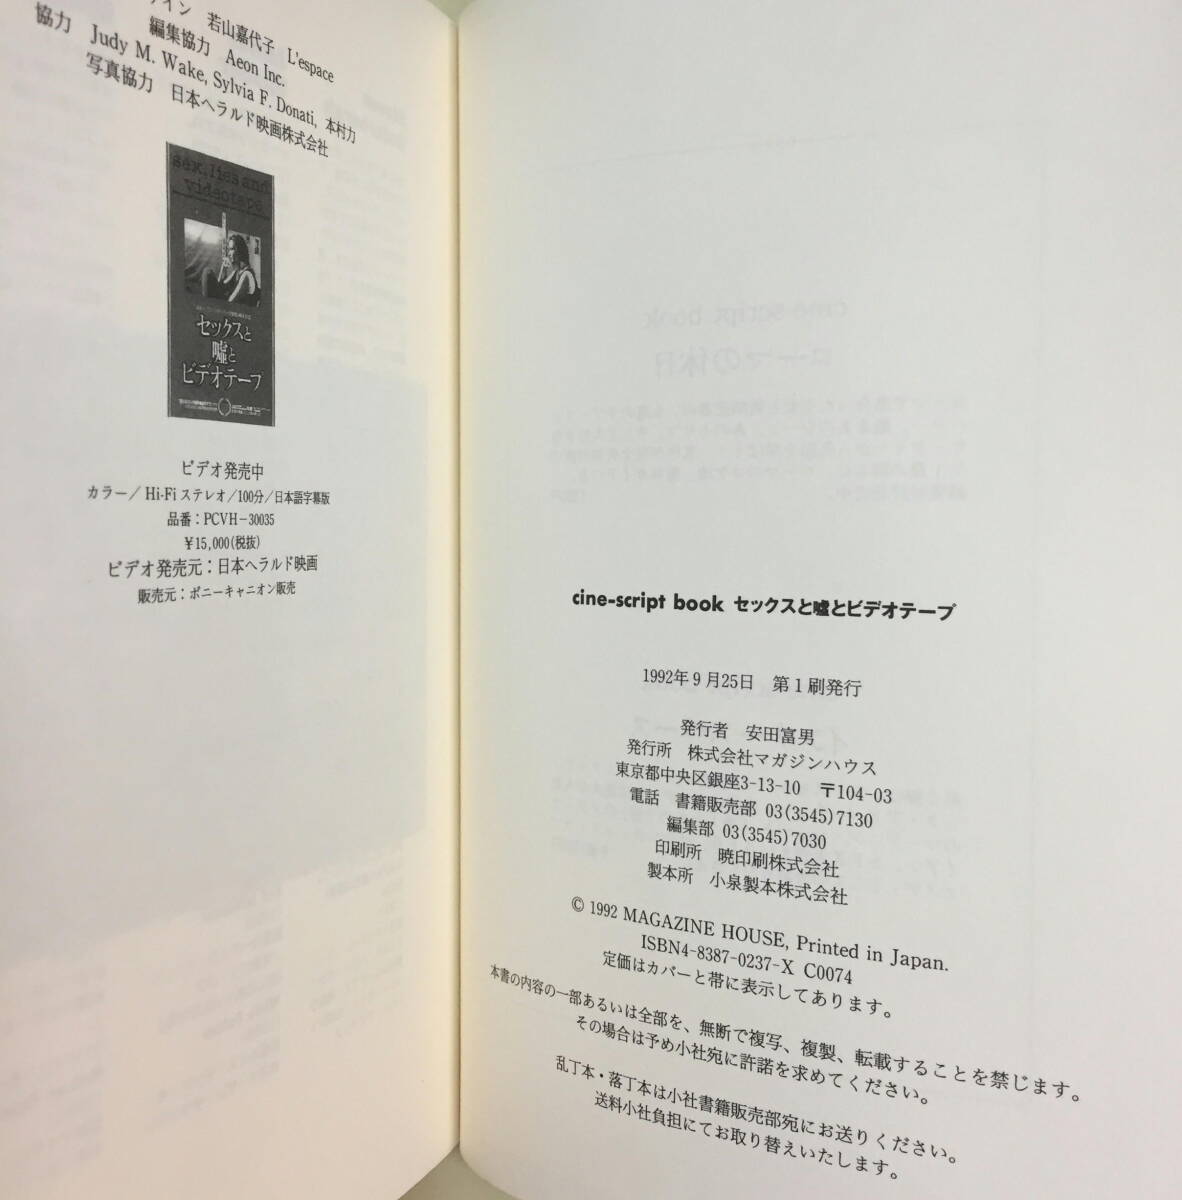 イン 若山嘉代子 L'espace
編集協力 Aeon Inc.
協力 Judy M. Wake, Sylvia F. Donati, 本村力
写真協力 日本ヘラルド映画株式会社
sex, lies and
videotape
セックスと
嘘と
ビデオテープ
ビデオ発売中
カラー/Hi-Fiステレオ/100分/日本語字幕版
品番：PCVH-30035
¥15,000(税抜)
ビデオ発売元：日本ヘラルド映画
販売元：ポニーキャニオン販売
cine-script book セックスと嘘とビデオテープ
1992年9月25日 第1刷発行
発行者 安田富男
発行所 株式会社マガジンハウス
東京都中央区銀座3-13-10 〒104-03
電話 書籍販売部 03(3545)7130
編集部 03(3545)7030
印刷所 暁印刷株式会社
製本所 小泉製本株式会社
© 1992 MAGAZINE HOUSE, Printed in Japan.
ISBN4-8387-0237-X C0074
定価はカバーと帯に表示してあります。
本書の内容の一部あるいは全部を、無断で複写、複製、転載することを禁じます。
その場合は予め小社宛に許諾を求めてください。
乱丁本・落丁本は小社書籍販売部宛にお送りください。
送料小社負担にてお取り替えいたします。